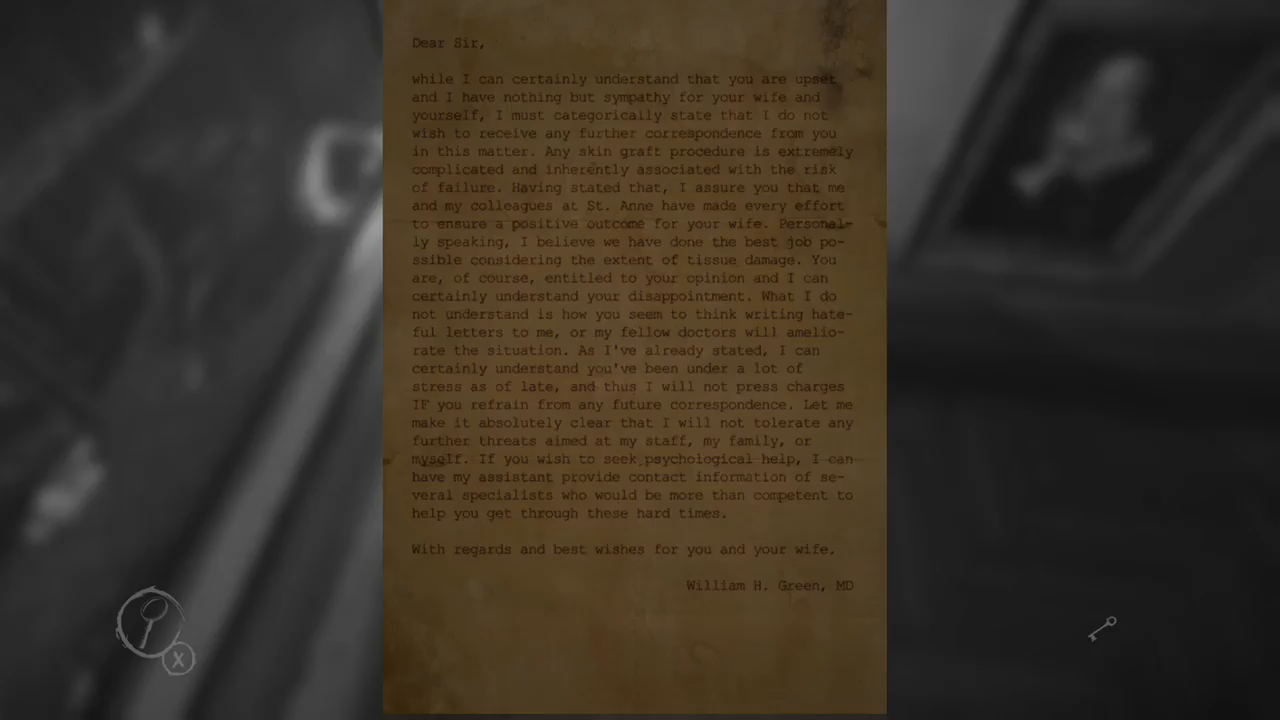 Dear Sir,
while I can certainly understand that you are upset
and I have nothing but sympathy for your wife and
yourself, I must categorically state that I do not
wish to receive any further correspondence from you
in this matter. Any skin graft procedure is extremely
complicated and inherently associated with the risk
of failure. Having stated that, I assure you that me
and my colleagues at St. Anne have made every effort
to ensure a positive outcome for your wife. Personal-
ly speaking, I believe we have done the best job po-
ssible considering the extent of tissue damage. You
are, of course, entitled to your opinion and I can
certainly understand your disappointment. What I do
not understand is how you seem to think writing hate-
ful letters to me, or my fellow doctors will amelio-
rate the situation. As I've already stated, I can
certainly understand you've been under a lot of
stress as of late, and thus I will not press charges
IF you refrain from any future correspondence. Let me
make it absolutely clear that I will not tolerate any
further threats aimed at my staff, my family, or
myself. If you wish to seek psychological help, I can
have my assistant provide contact information of se-
veral specialists who would be more than competent to
help you get through these hard times.
With regards and best wishes for you and your wife,
William H. Green, MD
X